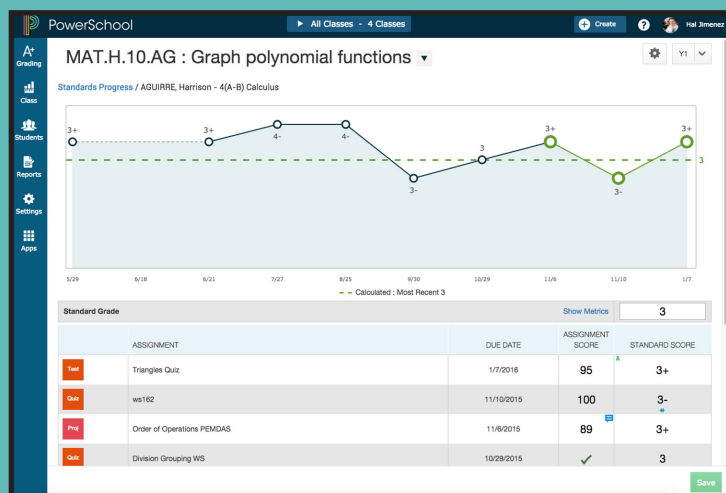 PowerSchool
All Classes - 4 Classes
Create
?
Hal Jimenez
A+
Grading
Class
Students
Reports
Settings
Apps
MAT.H.10.AG : Graph polynomial functions
Y1
Standards Progress / AGUIRRE, Harrison - 4(A-B) Calculus
3+
3+
4-
4-
3-
3
3+
3-
3+
3
5/29 6/18 6/21 7/27 8/25 9/30 10/29 11/6 11/10 1/7
Calculated : Most Recent 3
Standard Grade Show Metrics 3
ASSIGNMENT DUE DATE ASSIGNMENT SCORE STANDARD SCORE
Test Triangles Quiz 1/7/2016 95 3+
Quiz ws162 11/10/2015 100 3-
Proj Order of Operations PEMDAS 11/6/2015 89 3+
Quiz Division Grouping WS 10/29/2015 ✓ 3
Save